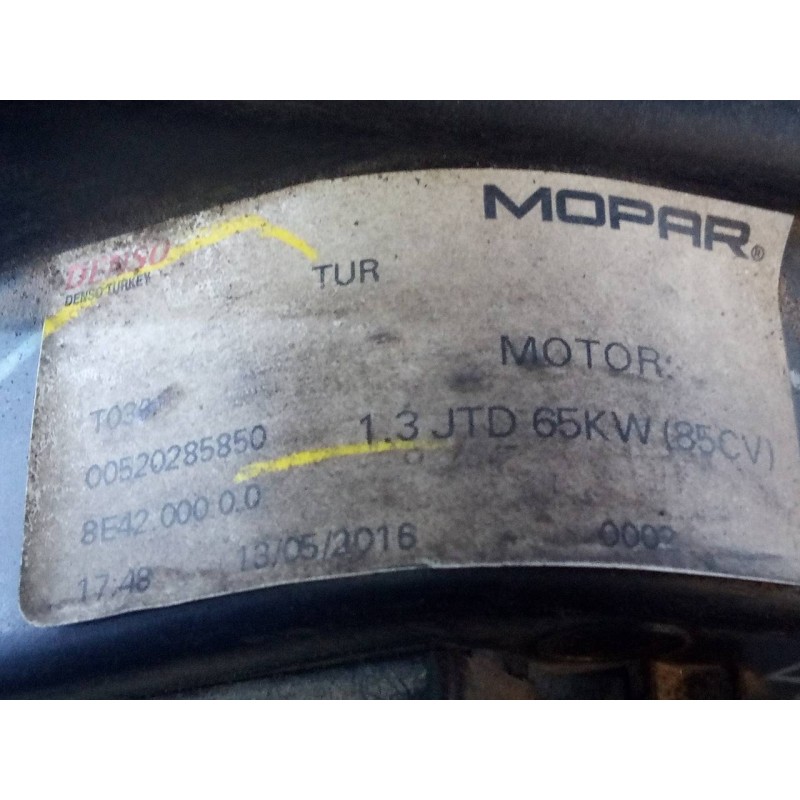 MOPAR®
DENSO
DENSO TURKEY
TUR
MOTOR:
1.3 JTD 65KW (85CV)
00520285850
8E42 000 0.0
17:48 13/05/2016